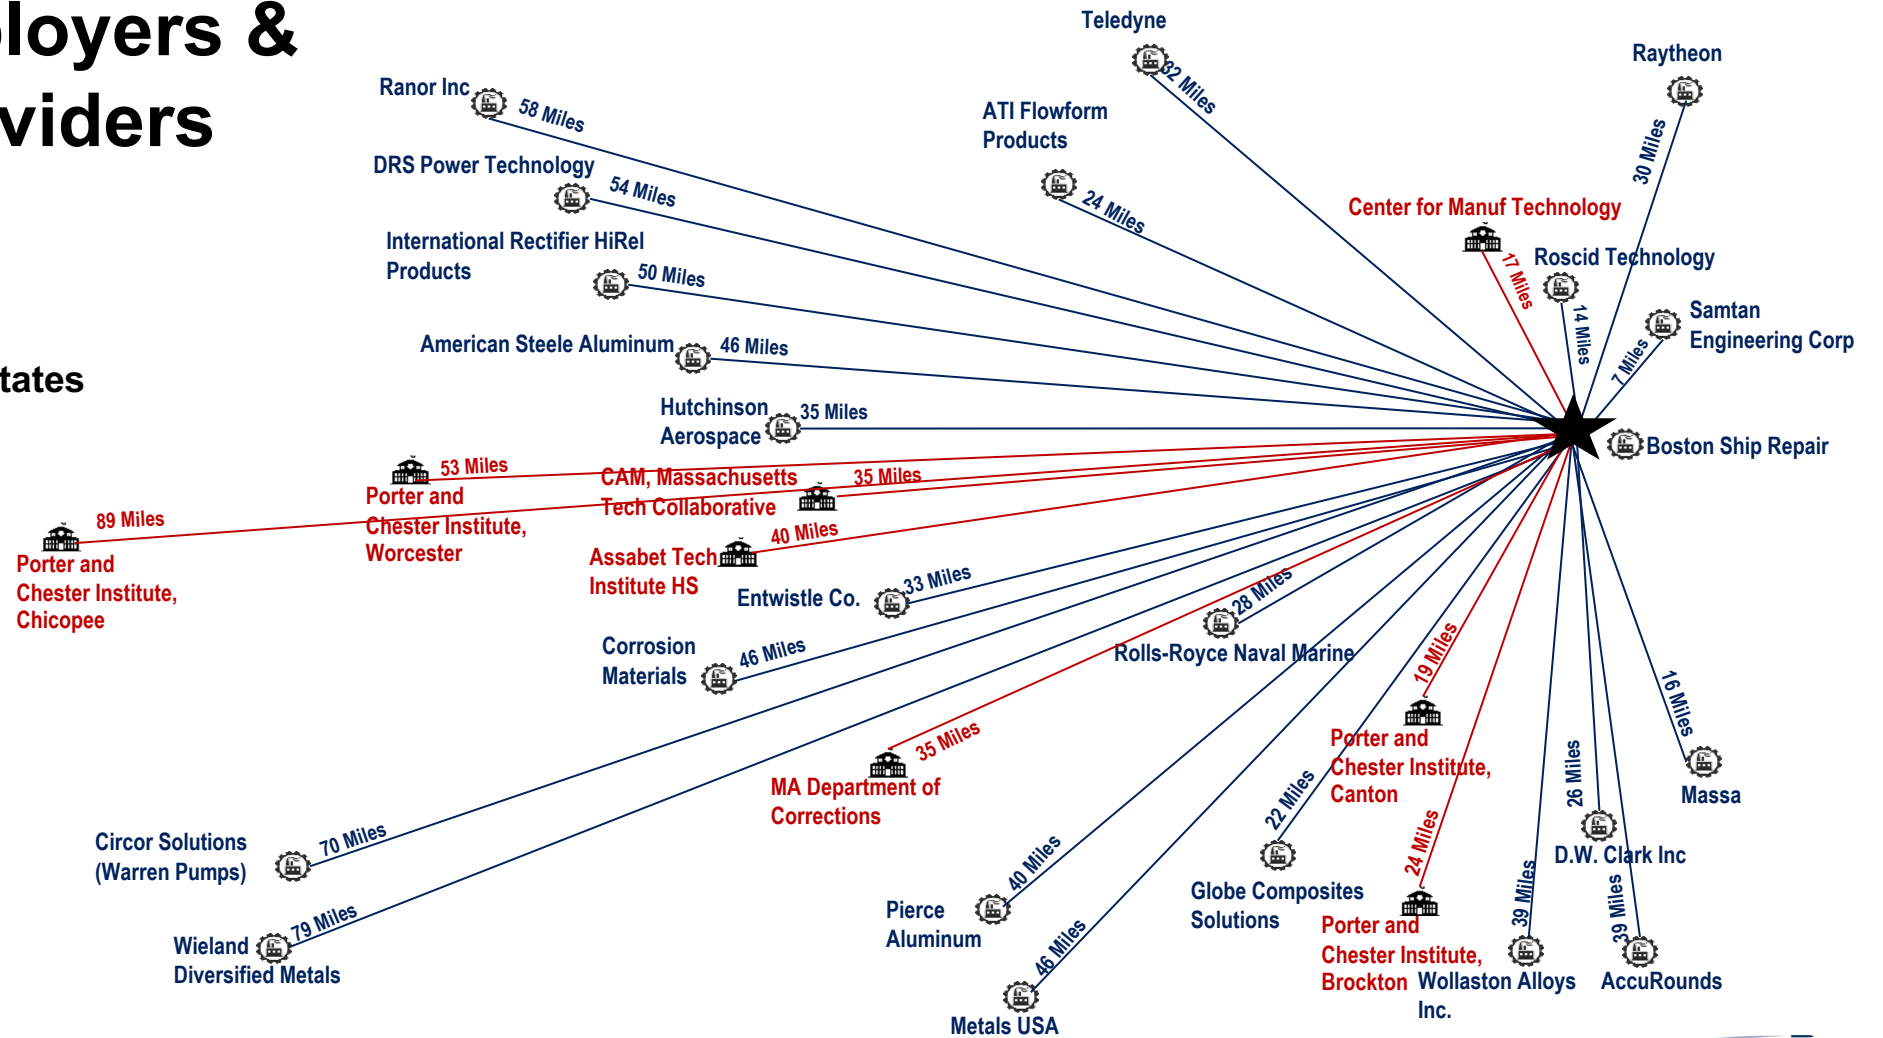 ployers &
viders
tates
Teledyne
32 Miles
Raytheon
30 Miles
Ranor Inc
58 Miles
ATI Flowform
Products
24 Miles
DRS Power Technology
54 Miles
Center for Manuf Technology
17 Miles
International Rectifier HiRel
Products
50 Miles
Roscid Technology
14 Miles
Samtan
Engineering Corp
7 Miles
American Steele Aluminum
46 Miles
Hutchinson
Aerospace
35 Miles
Boston Ship Repair
53 Miles
Porter and
Chester Institute,
Worcester
CAM, Massachusetts
Tech Collaborative
35 Miles
89 Miles
Porter and
Chester Institute,
Chicopee
Assabet Tech
Institute HS
40 Miles
Entwistle Co.
33 Miles
28 Miles
Rolls-Royce Naval Marine
Corrosion
Materials
46 Miles
19 Miles
Porter and
Chester Institute,
Canton
16 Miles
Massa
35 Miles
MA Department of
Corrections
22 Miles
Globe Composites
Solutions
26 Miles
D.W. Clark Inc
Circor Solutions
(Warren Pumps)
70 Miles
24 Miles
Porter and
Chester Institute,
Brockton
40 Miles
Pierce
Aluminum
39 Miles
Wollaston Alloys
Inc.
39 Miles
AccuRounds
Wieland
Diversified Metals
79 Miles
46 Miles
Metals USA